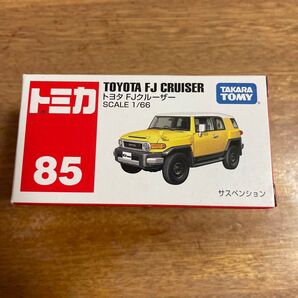 トミカ
85
TOYOTA FJ CRUISER
トヨタ FJクルーザー
SCALE 1/66
TAKARA
TOMY
サスペンション